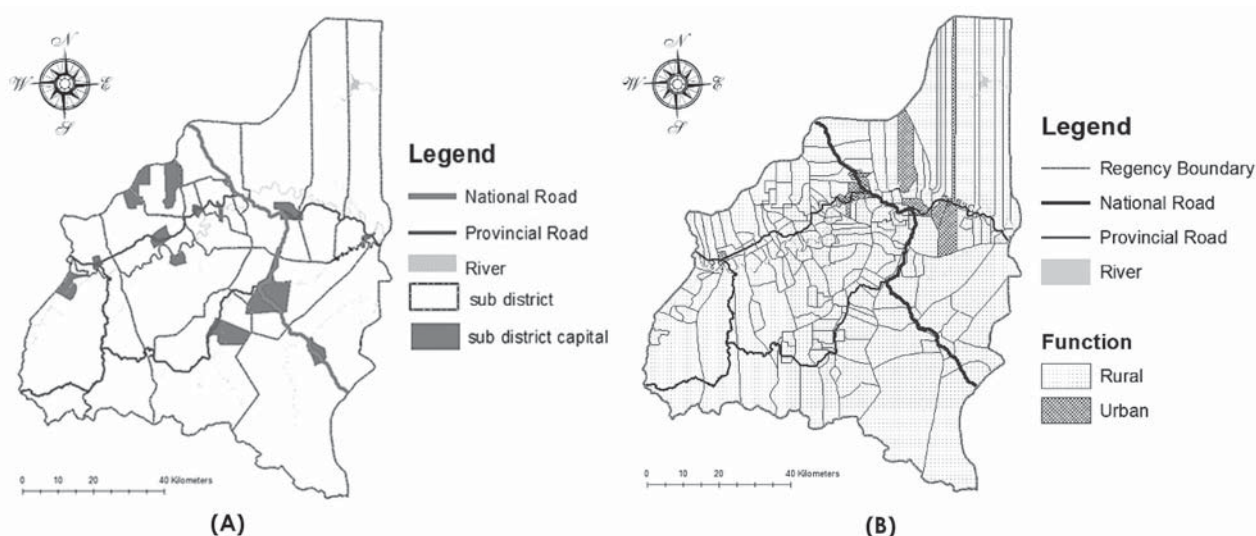 N
W E
S
Legend
National Road
Provincial Road
River
sub district
sub district capital
0 10 20 40 Kilometers
(A)
N
W E
S
Legend
Regency Boundary
National Road
Provincial Road
River
Function
Rural
Urban
0 10 20 40 Kilometers
(B)